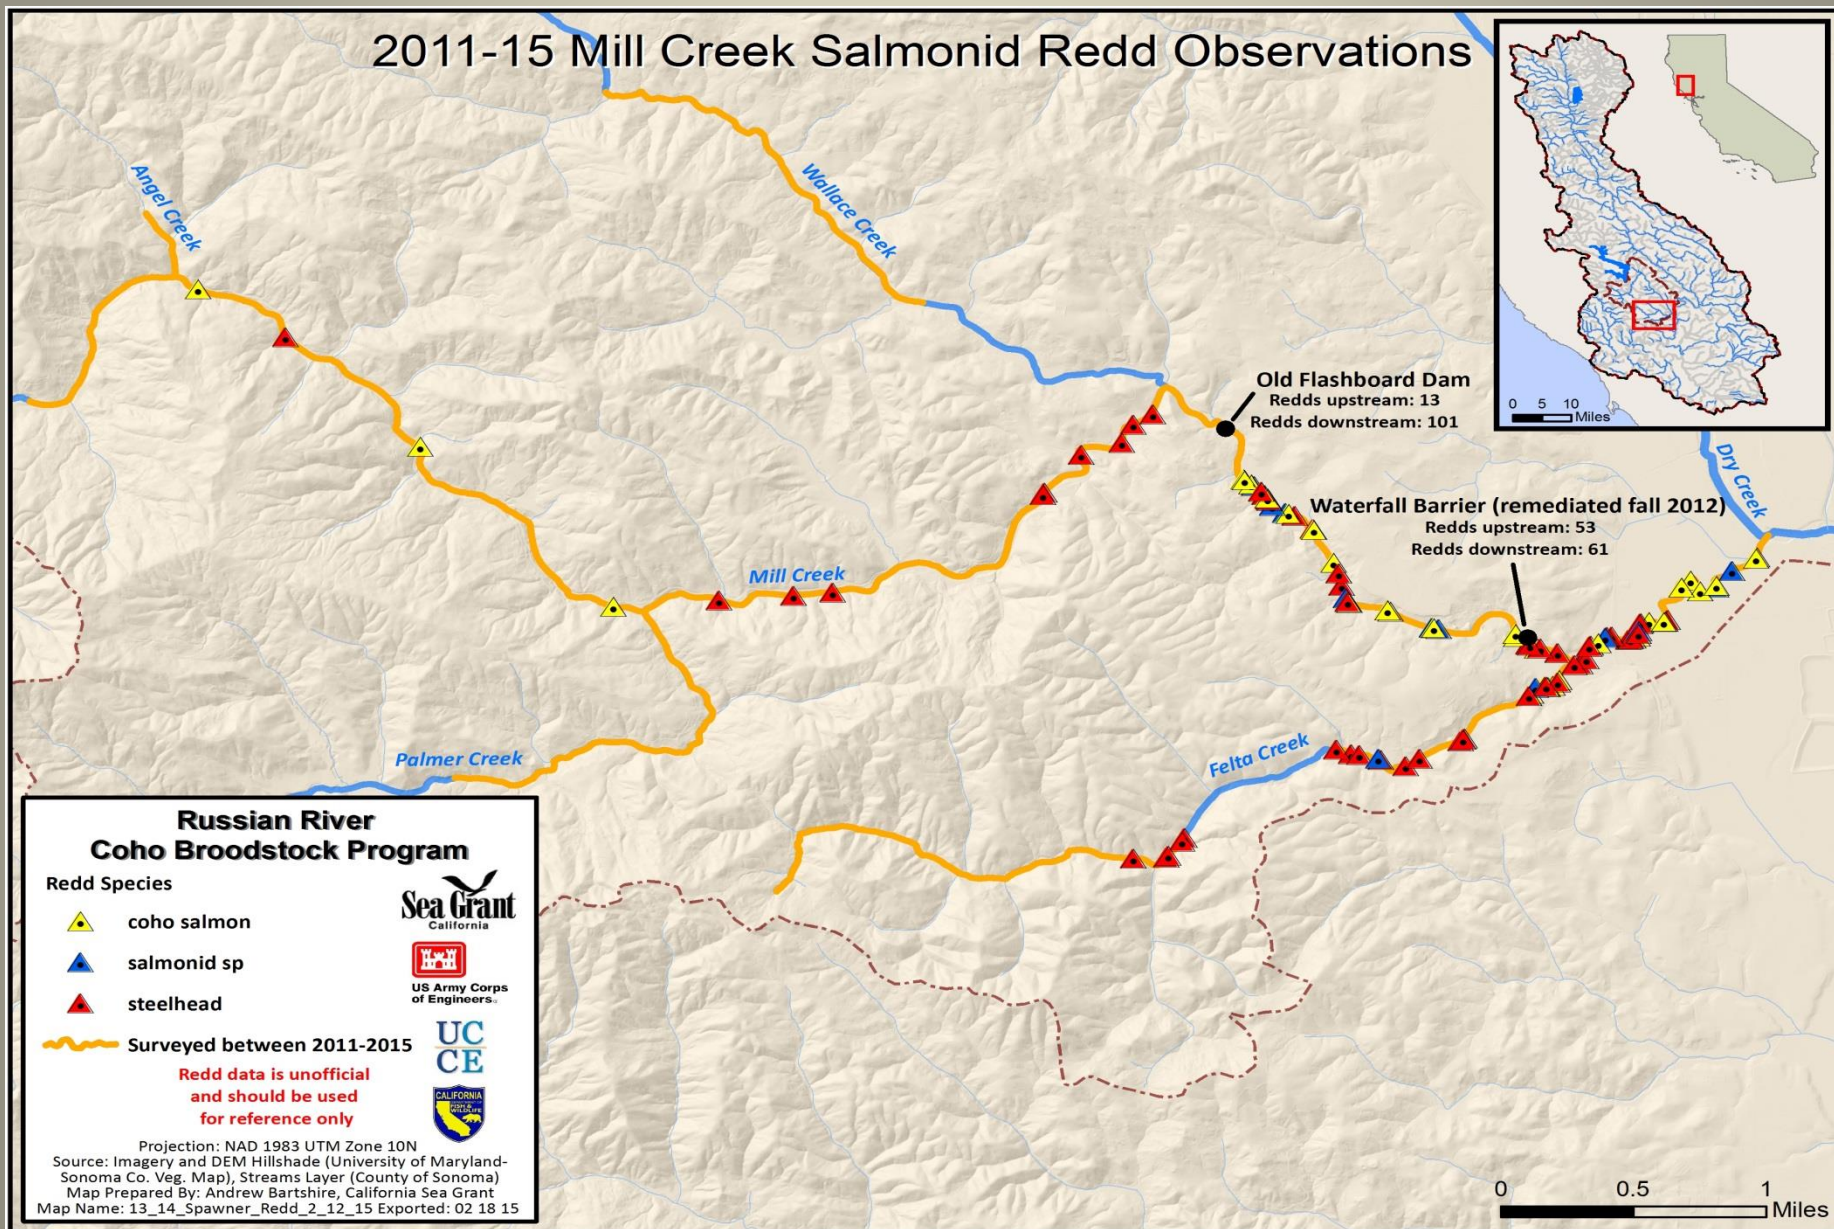 2011-15 Mill Creek Salmonid Redd Observations
Angel Creek
Wallace Creek
0 5 10
Miles
Old Flashboard Dam
Redds upstream: 13
Redds downstream: 101
Dry Creek
Waterfall Barrier (remediated fall 2012)
Redds upstream: 53
Redds downstream: 61
Mill Creek
Palmer Creek
Felta Creek
Russian River
Coho Broodstock Program
Redd Species
coho salmon
salmonid sp
steelhead
Surveyed between 2011-2015
Sea Grant
California
US Army Corps
of Engineers
UC
CE
CALIFORNIA
FISH &
WILDLIFE
Redd data is unofficial
and should be used
for reference only
Projection: NAD 1983 UTM Zone 10N
Source: Imagery and DEM Hillshade (University of Maryland-
Sonoma Co. Veg. Map), Streams Layer (County of Sonoma)
Map Prepared By: Andrew Bartshire, California Sea Grant
Map Name: 13_14_Spawner_Redd_2_12_15 Exported: 02 18 15
0 0.5 1
Miles